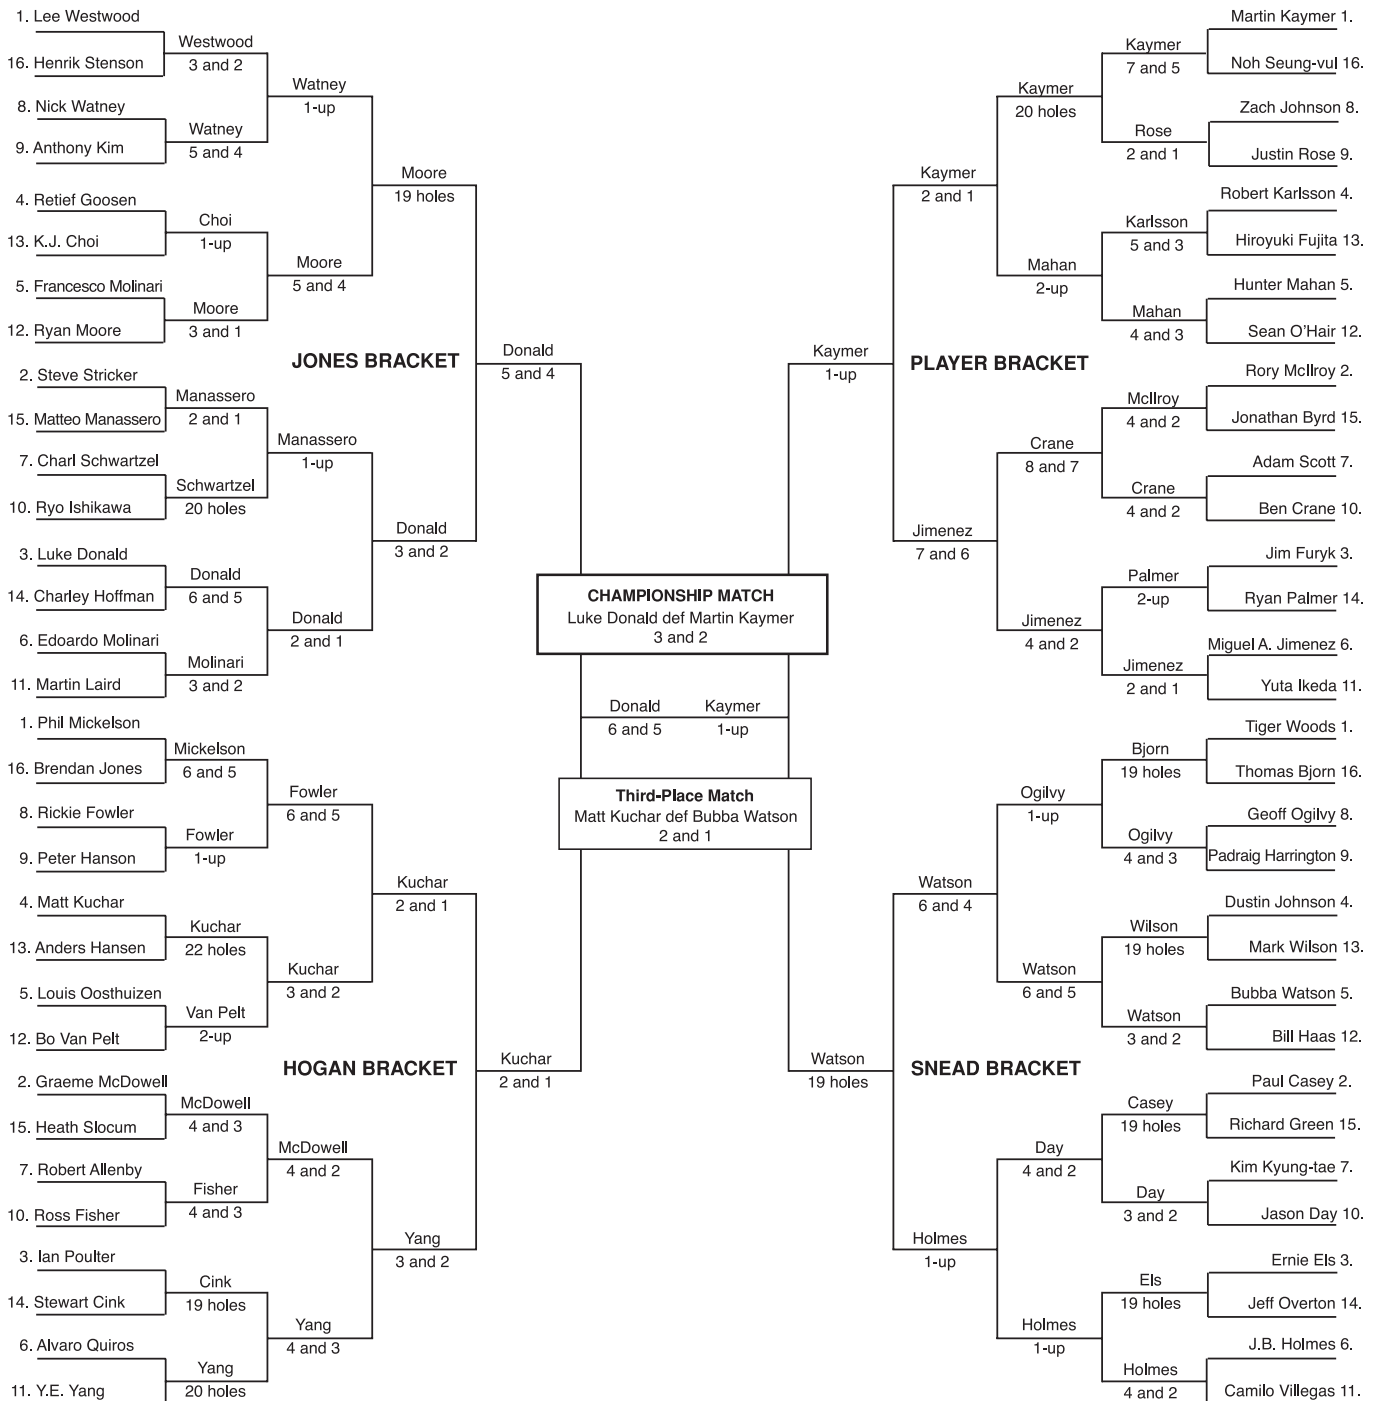 1. Lee Westwood
Westwood
3 and 2
16. Henrik Stenson
Watney
1-up
8. Nick Watney
Watney
5 and 4
9. Anthony Kim
Moore
19 holes
4. Retief Goosen
Choi
1-up
13. K.J. Choi
Moore
5 and 4
5. Francesco Molinari
Moore
3 and 1
12. Ryan Moore
JONES BRACKET
Donald
5 and 4
2. Steve Stricker
Manassero
2 and 1
15. Matteo Manassero
Manassero
1-up
7. Charl Schwartzel
Schwartzel
20 holes
10. Ryo Ishikawa
Donald
3 and 2
3. Luke Donald
Donald
6 and 5
14. Charley Hoffman
Donald
2 and 1
6. Edoardo Molinari
Molinari
3 and 2
11. Martin Laird
1. Phil Mickelson
Mickelson
6 and 5
16. Brendan Jones
Fowler
6 and 5
8. Rickie Fowler
Fowler
1-up
9. Peter Hanson
Kuchar
2 and 1
4. Matt Kuchar
Kuchar
22 holes
13. Anders Hansen
Kuchar
3 and 2
5. Louis Oosthuizen
Van Pelt
2-up
12. Bo Van Pelt
HOGAN BRACKET
Kuchar
2 and 1
2. Graeme McDowell
McDowell
4 and 3
15. Heath Slocum
McDowell
4 and 2
7. Robert Allenby
Fisher
4 and 3
10. Ross Fisher
Yang
3 and 2
3. Ian Poulter
Cink
19 holes
14. Stewart Cink
Yang
4 and 3
6. Alvaro Quiros
Yang
20 holes
11. Y.E. Yang
CHAMPIONSHIP MATCH
Luke Donald def Martin Kaymer
3 and 2
Donald
6 and 5
Kaymer
1-up
Third-Place Match
Matt Kuchar def Bubba Watson
2 and 1
Martin Kaymer 1.
Kaymer
7 and 5
Noh Seung-yul 16.
Kaymer
20 holes
Zach Johnson 8.
Rose
2 and 1
Justin Rose 9.
Kaymer
2 and 1
Robert Karlsson 4.
Karlsson
5 and 3
Hiroyuki Fujita 13.
Mahan
2-up
Hunter Mahan 5.
Mahan
4 and 3
Sean O'Hair 12.
Kaymer
1-up
PLAYER BRACKET
Rory McIlroy 2.
McIlroy
4 and 2
Jonathan Byrd 15.
Crane
8 and 7
Adam Scott 7.
Crane
4 and 2
Ben Crane 10.
Jimenez
7 and 6
Jim Furyk 3.
Palmer
2-up
Ryan Palmer 14.
Jimenez
4 and 2
Miguel A. Jimenez 6.
Jimenez
2 and 1
Yuta Ikeda 11.
Tiger Woods 1.
Bjorn
19 holes
Thomas Bjorn 16.
Ogilvy
1-up
Geoff Ogilvy 8.
Ogilvy
4 and 3
Padraig Harrington 9.
Watson
6 and 4
Dustin Johnson 4.
Wilson
19 holes
Mark Wilson 13.
Watson
6 and 5
Bubba Watson 5.
Watson
3 and 2
Bill Haas 12.
Watson
19 holes
SNEAD BRACKET
Paul Casey 2.
Casey
19 holes
Richard Green 15.
Day
4 and 2
Kim Kyung-tae 7.
Day
3 and 2
Jason Day 10.
Holmes
1-up
Ernie Els 3.
Els
19 holes
Jeff Overton 14.
Holmes
1-up
J.B. Holmes 6.
Holmes
4 and 2
Camilo Villegas 11.